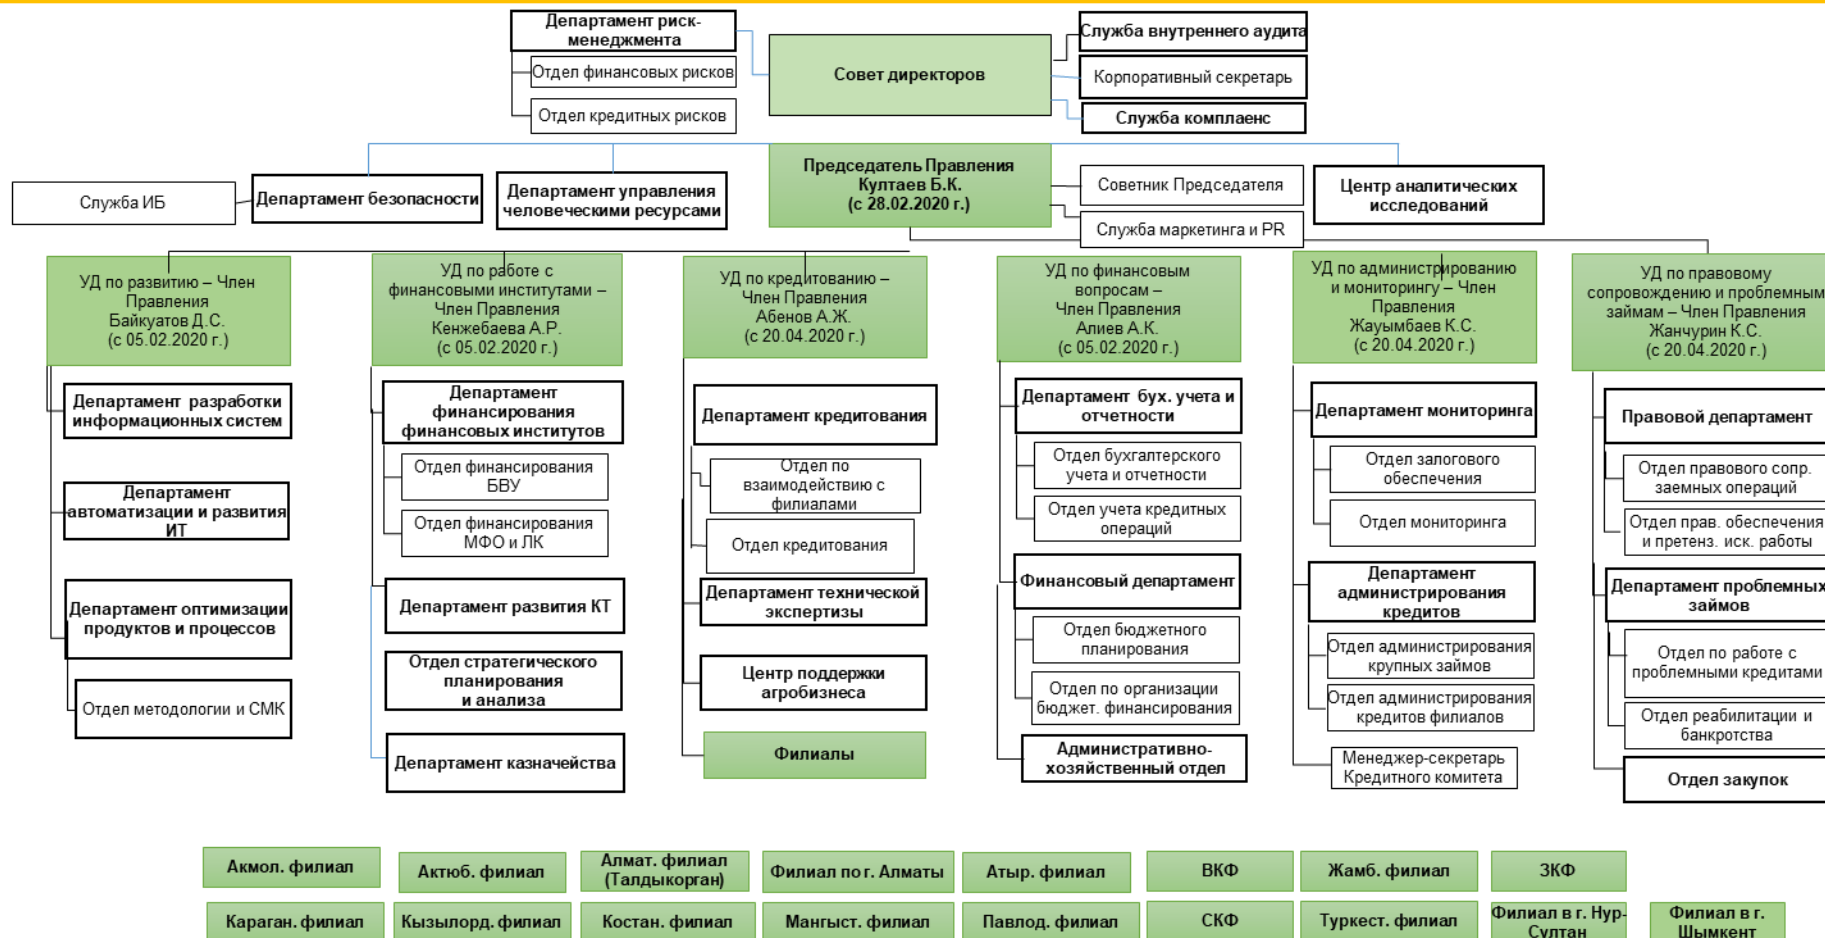 Департамент риск-
менеджмента
Отдел финансовых рисков
Отдел кредитных рисков
Совет директоров
Служба внутреннего аудита
Корпоративный секретарь
Служба комплаенс
Служба ИБ
Департамент безопасности
Департамент управления
человеческими ресурсами
Председатель Правления
Култаев Б.К.
(с 28.02.2020 г.)
Советник Председателя
Служба маркетинга и PR
Центр аналитических
исследований
УД по развитию – Член
Правления
Байкуатов Д.С.
(с 05.02.2020 г.)
Департамент разработки
информационных систем
Департамент
автоматизации и развития
ИТ
Департамент оптимизации
продуктов и процессов
Отдел методологии и СМК
УД по работе с
финансовыми институтами –
Член Правления
Кенжебаева А.Р.
(с 05.02.2020 г.)
Департамент
финансирования
финансовых институтов
Отдел финансирования
БВУ
Отдел финансирования
МФО и ЛК
Департамент развития КТ
Отдел стратегического
планирования
и анализа
Департамент казначейства
УД по кредитованию –
Член Правления
Абенов А.Ж.
(с 20.04.2020 г.)
Департамент кредитования
Отдел по
взаимодействию с
филиалами
Отдел кредитования
Департамент технической
экспертизы
Центр поддержки
агробизнеса
Филиалы
УД по финансовым
вопросам –
Член Правления
Алиев А.К.
(с 05.02.2020 г.)
Департамент бух. учета и
отчетности
Отдел бухгалтерского
учета и отчетности
Отдел учета кредитных
операций
Финансовый департамент
Отдел бюджетного
планирования
Отдел по организации
бюджет. финансирования
Административно-
хозяйственный отдел
УД по администрированию
и мониторингу – Член
Правления
Жауымбаев К.С.
(с 20.04.2020 г.)
Департамент мониторинга
Отдел залогового
обеспечения
Отдел мониторинга
Департамент
администрирования
кредитов
Отдел администрирования
крупных займов
Отдел администрирования
кредитов филиалов
Менеджер-секретарь
Кредитного комитета
УД по правовому
сопровождению и проблемным
займам – Член Правления
Жанчурин К.С.
(с 20.04.2020 г.)
Правовой департамент
Отдел правового сопр.
заемных операций
Отдел прав. обеспечения
и претенз. иск. работы
Департамент проблемных
займов
Отдел по работе с
проблемными кредитами
Отдел реабилитации и
банкротства
Отдел закупок
Акмол. филиал
Актюб. филиал
Алмат. филиал
(Талдыкорган)
Филиал по г. Алматы
Атыр. филиал
ВКФ
Жамб. филиал
ЗКФ
Караган. филиал
Кызылорд. филиал
Костан. филиал
Мангыст. филиал
Павлод. филиал
СКФ
Туркест. филиал
Филиал в г. Нур-
Султан
Филиал в г.
Шымкент